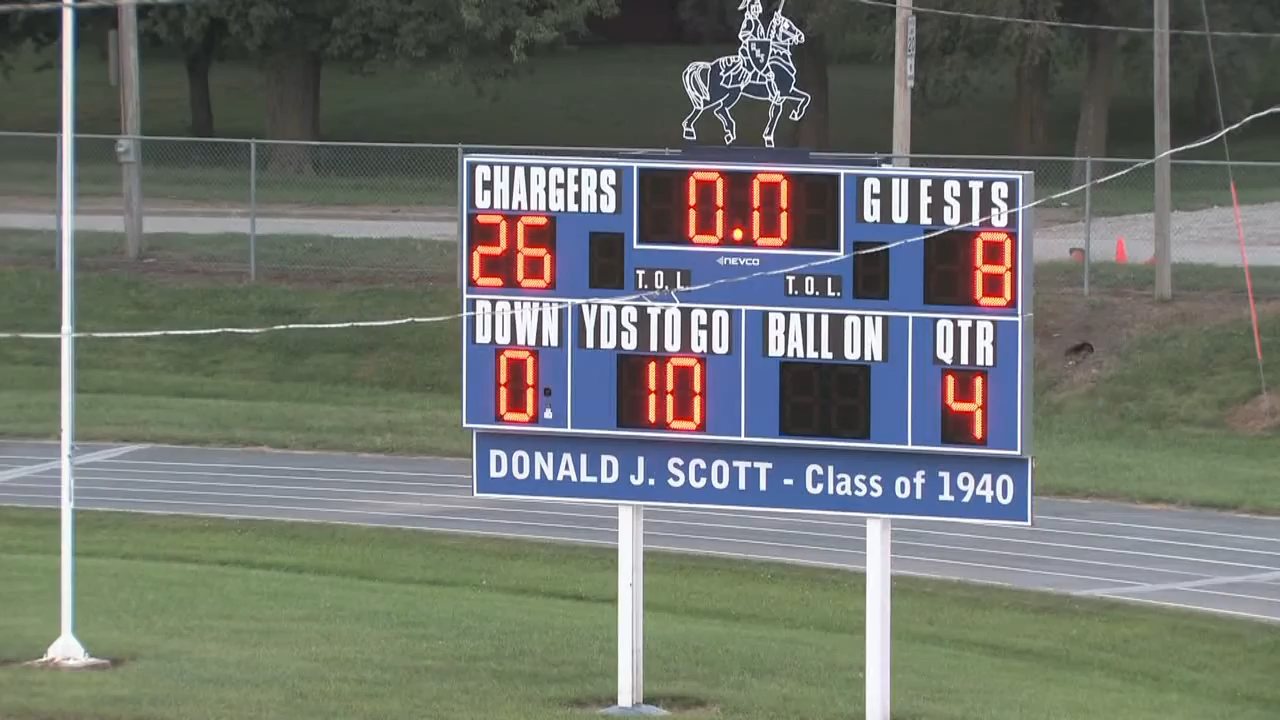 CHARGERS 0.0 GUESTS
26 8
NEVCO
T.O.L. T.O.L.
DOWN YDS TO GO BALL ON QTR
0 10 4
DONALD J. SCOTT - Class of 1940